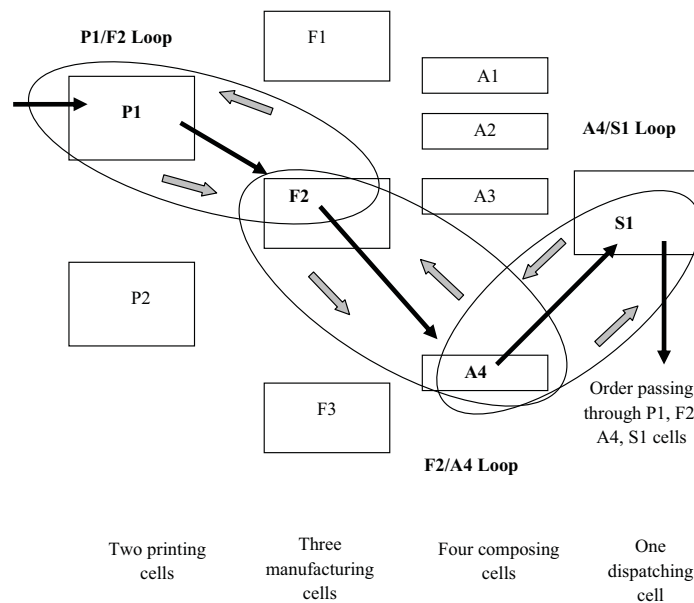 P1/F2 Loop
F1
A1
P1
A2
A4/S1 Loop
F2
A3
S1
P2
A4
F3
Order passing
through P1, F2
A4, S1 cells
F2/A4 Loop
Two printing
cells
Three
manufacturing
cells
Four composing
cells
One
dispatching
cell